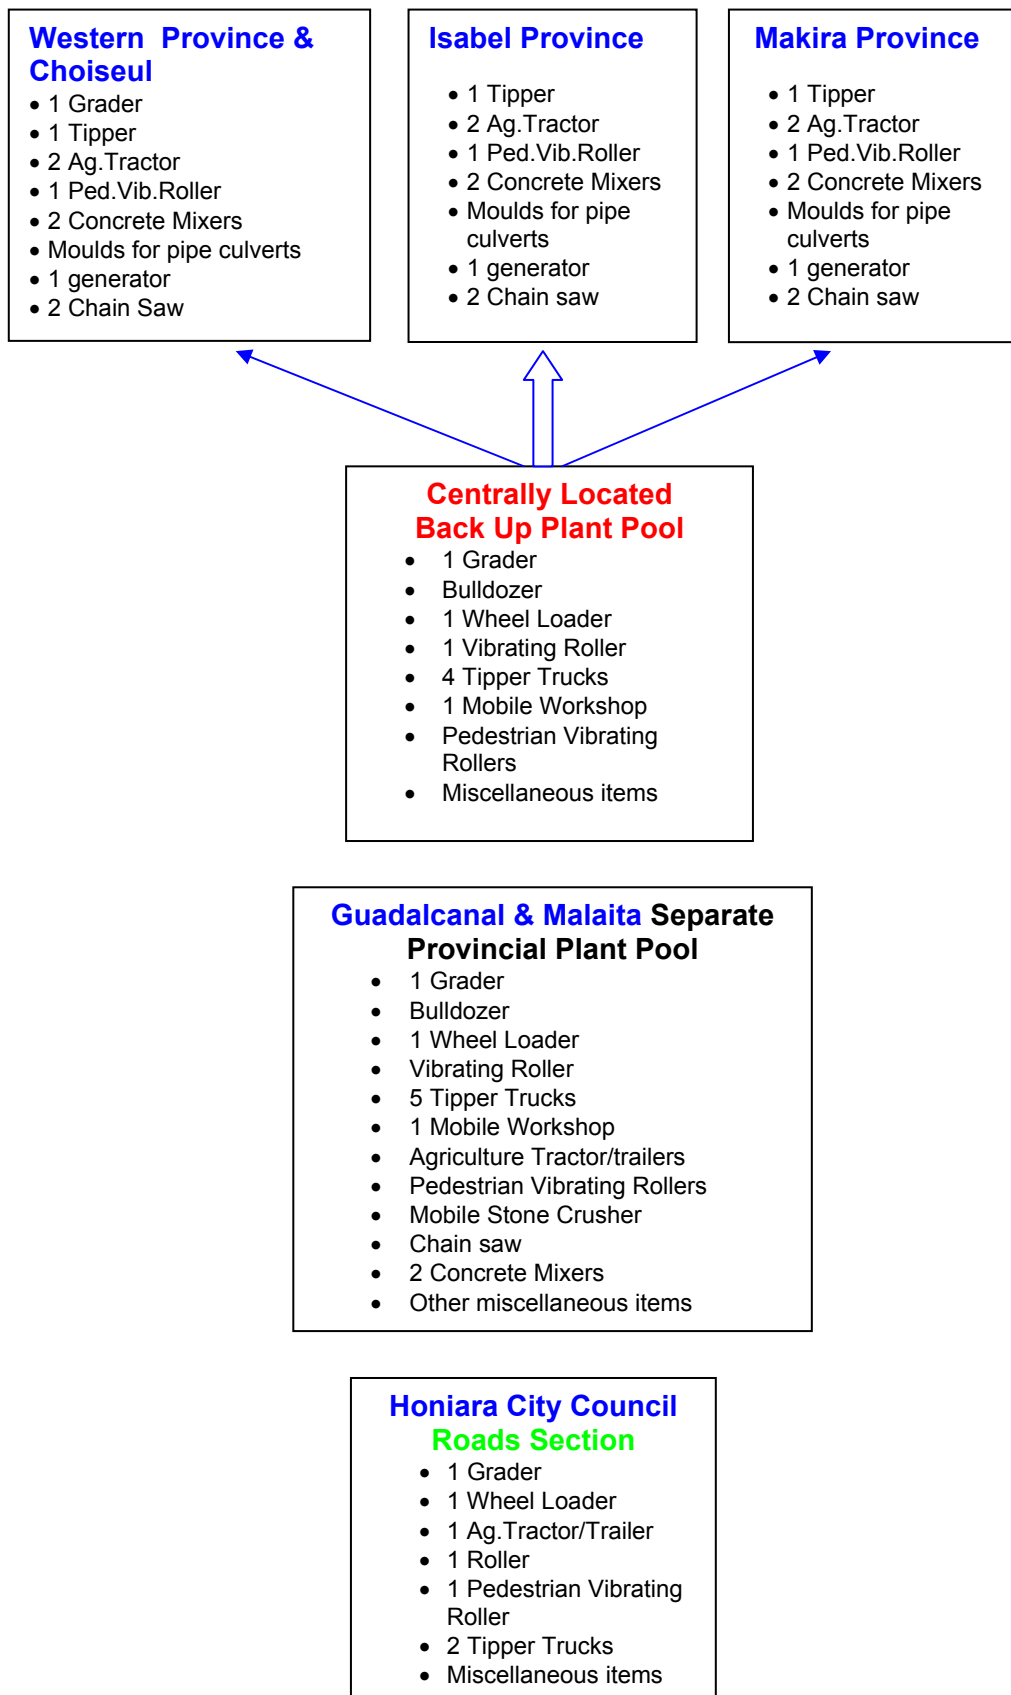 Western  Province &
Choiseul
• 1 Grader
• 1 Tipper
• 2 Ag.Tractor
• 1 Ped.Vib.Roller
• 2 Concrete Mixers
• Moulds for pipe culverts
• 1 generator
• 2 Chain Saw
Isabel Province
• 1 Tipper
• 2 Ag.Tractor
• 1 Ped.Vib.Roller
• 2 Concrete Mixers
• Moulds for pipe
culverts
• 1 generator
• 2 Chain saw
Makira Province
• 1 Tipper
• 2 Ag.Tractor
• 1 Ped.Vib.Roller
• 2 Concrete Mixers
• Moulds for pipe
culverts
• 1 generator
• 2 Chain saw
Centrally Located
Back Up Plant Pool
• 1 Grader
• Bulldozer
• 1 Wheel Loader
• 1 Vibrating Roller
• 4 Tipper Trucks
• 1 Mobile Workshop
• Pedestrian Vibrating
Rollers
• Miscellaneous items
Guadalcanal & Malaita Separate
Provincial Plant Pool
• 1 Grader
• Bulldozer
• 1 Wheel Loader
• Vibrating Roller
• 5 Tipper Trucks
• 1 Mobile Workshop
• Agriculture Tractor/trailers
• Pedestrian Vibrating Rollers
• Mobile Stone Crusher
• Chain saw
• 2 Concrete Mixers
• Other miscellaneous items
Honiara City Council
Roads Section
• 1 Grader
• 1 Wheel Loader
• 1 Ag.Tractor/Trailer
• 1 Roller
• 1 Pedestrian Vibrating
Roller
• 2 Tipper Trucks
• Miscellaneous items